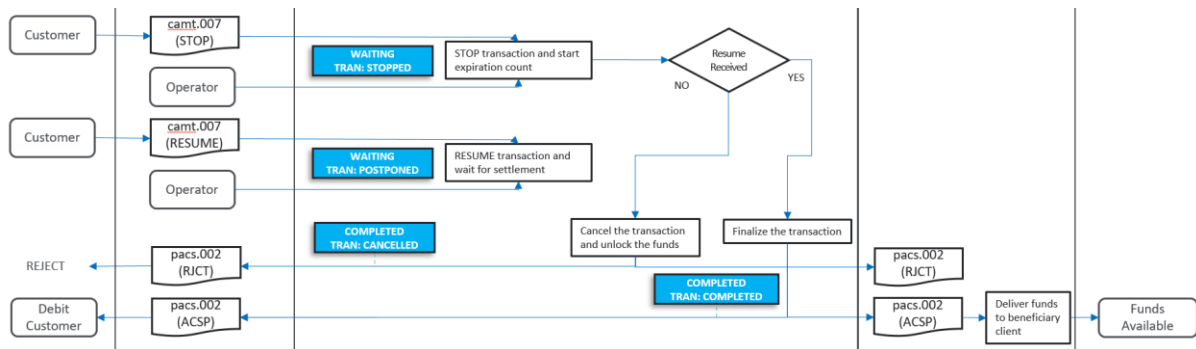 Customer
camt.007
(STOP)
WAITING
TRAN: STOPPED
STOP transaction and start
expiration count
Resume
Received
NO
YES
Operator
Customer
camt.007
(RESUME)
WAITING
TRAN: POSTPONED
RESUME transaction and
wait for settlement
Operator
COMPLETED
TRAN: CANCELLED
Cancel the transaction
and unlock the funds
Finalize the transaction
REJECT
pacs.002
(RJCT)
pacs.002
(RJCT)
COMPLETED
TRAN: COMPLETED
Debit
Customer
pacs.002
(ACSP)
pacs.002
(ACSP)
Deliver funds
to beneficiary
client
Funds
Available